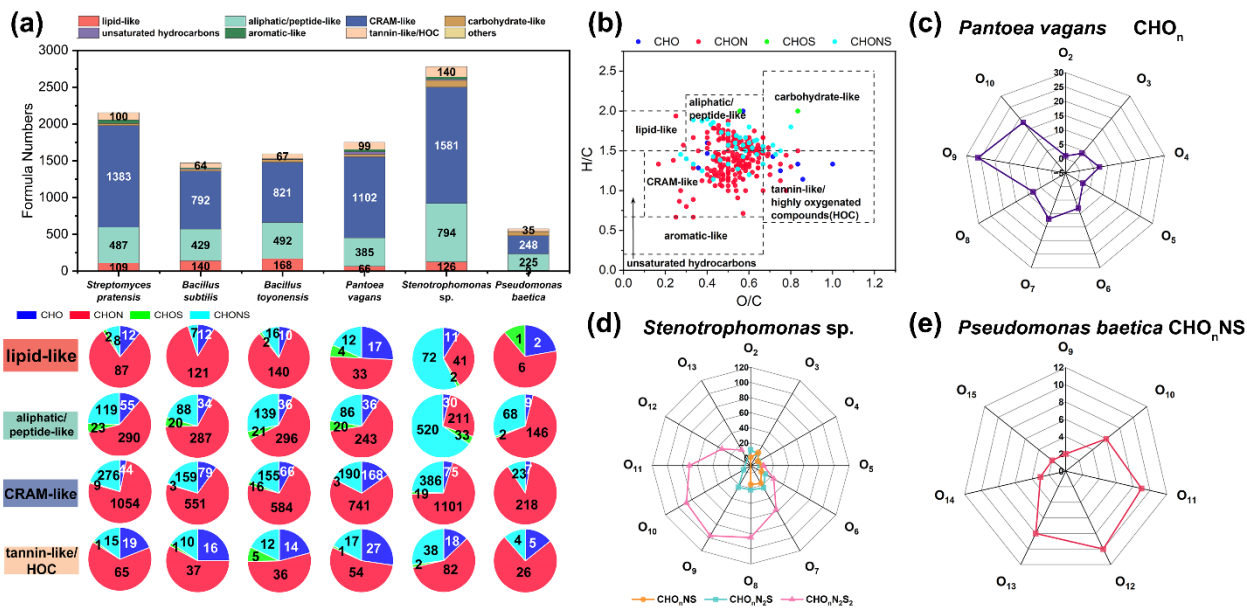 (a)
lipid-like aliphatic/peptide-like CRAM-like carbohydrate-like
unsaturated hydrocarbons aromatic-like tannin-like/HOC others
Formula Numbers
3000
2500
2000
1500
1000
500
0
100
1383
487
109
64
792
429
140
67
821
492
168
99
1102
385
66
140
1581
794
126
35
248
225
Streptomyces pratensis
Bacillus subtilis
Bacillus toyonensis
Pantoea vagans
Stenotrophomonas sp.
Pseudomonas baetica
CHO CHON CHOS CHONS
lipid-like
2 8 12 87
7 12 121
2 16 10 140
12 4 17 33
72 11 41 2
1 2 6
aliphatic/
peptide-like
119 55 23 290
88 34 20 287
139 36 21 296
86 36 20 243
30 211 520 33
68 9 2 146
CRAM-like
276 44 9 1054
159 79 3 551
155 66 16 584
190 168 3 741
386 75 19 1101
23 7 218
tannin-like/
HOC
15 19 1 65
10 16 1 37
12 14 5 36
17 27 1 54
38 18 2 82
4 5 26
(b)
CHO CHON CHOS CHONS
H/C
2.5
2.0
1.5
1.0
0.5
0.0
0.0 0.2 0.4 0.6 0.8 1.0 1.2
O/C
aliphatic/
peptide-like
carbohydrate-like
lipid-like
CRAM-like
tannin-like/
highly oxygenated
compounds(HOC)
aromatic-like
unsaturated hydrocarbons
(c) Pantoea vagans CHOn
O2
O3
O4
O5
O6
O7
O8
O9
O10
30
25
20
15
10
5
0
-5
(d) Stenotrophomonas sp.
O2
O3
O4
O5
O6
O7
O8
O9
O10
O11
O12
O13
120
100
80
60
40
20
0
CHOnNS CHOnN2S CHOnN2S2
(e) Pseudomonas baetica CHOnNS
O9
O10
O11
O12
O13
O14
O15
12
10
8
6
4
2
0